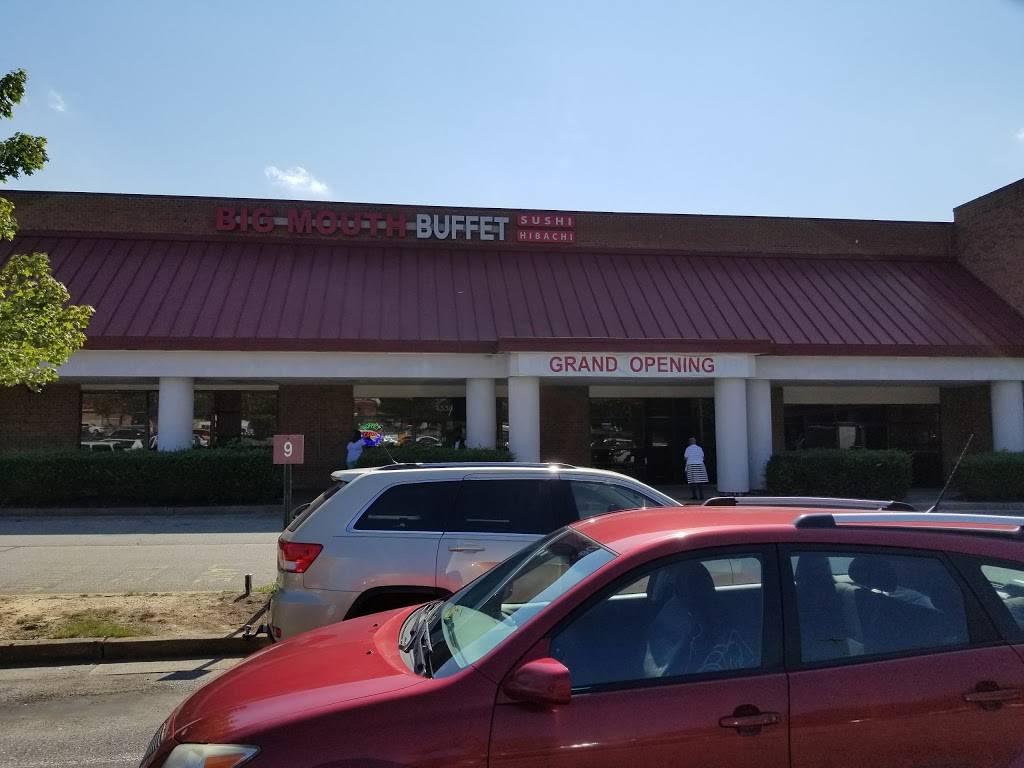 BIG MOUTH BUFFET SUSHI
HIBACHI
GRAND OPENING
9